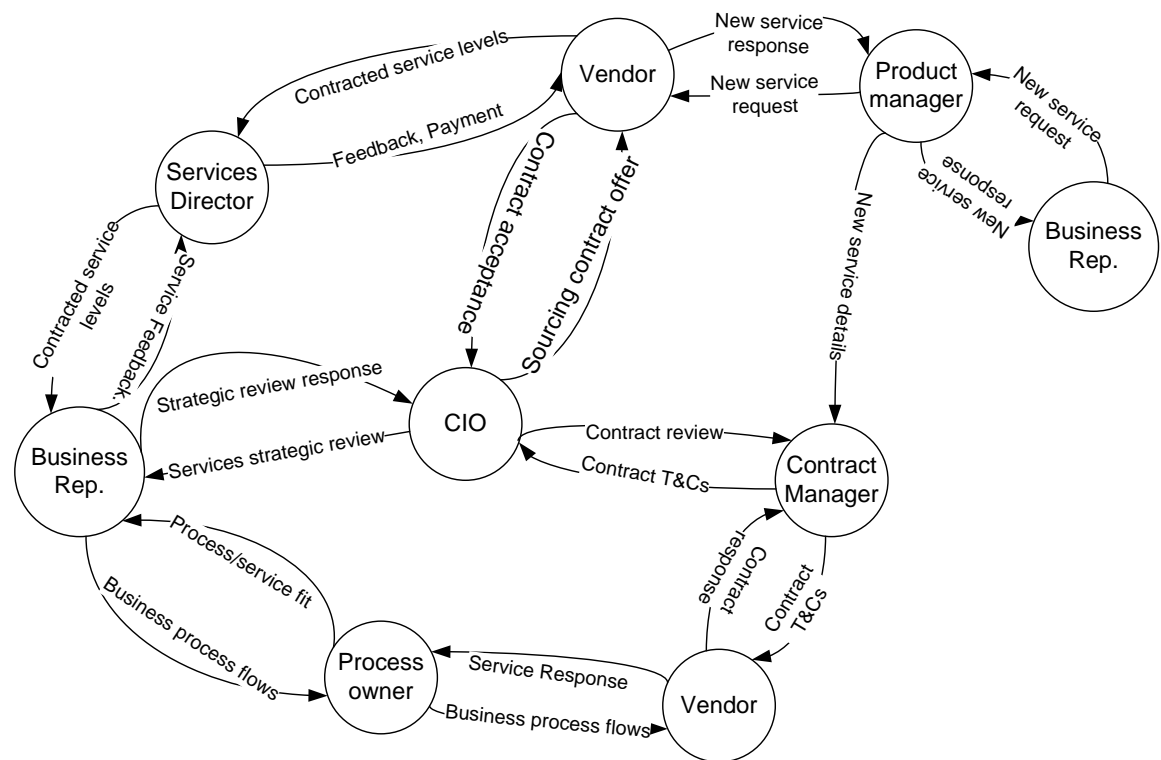 New service
response
Contracted service levels
Vendor
Product
manager
New service
request
New service
request
Feedback, Payment
Contract acceptance
Sourcing contract offer
Services
Director
New service
response
Business
Rep.
New service details
Contracted service
levels
Service Feedback.
Strategic review response
CIO
Contract review
Services strategic review
Contract T&Cs
Business
Rep.
Contract
Manager
Process/service fit
Contract
response
Contract
T&Cs
Business process flows
Process
owner
Service Response
Business process flows
Vendor